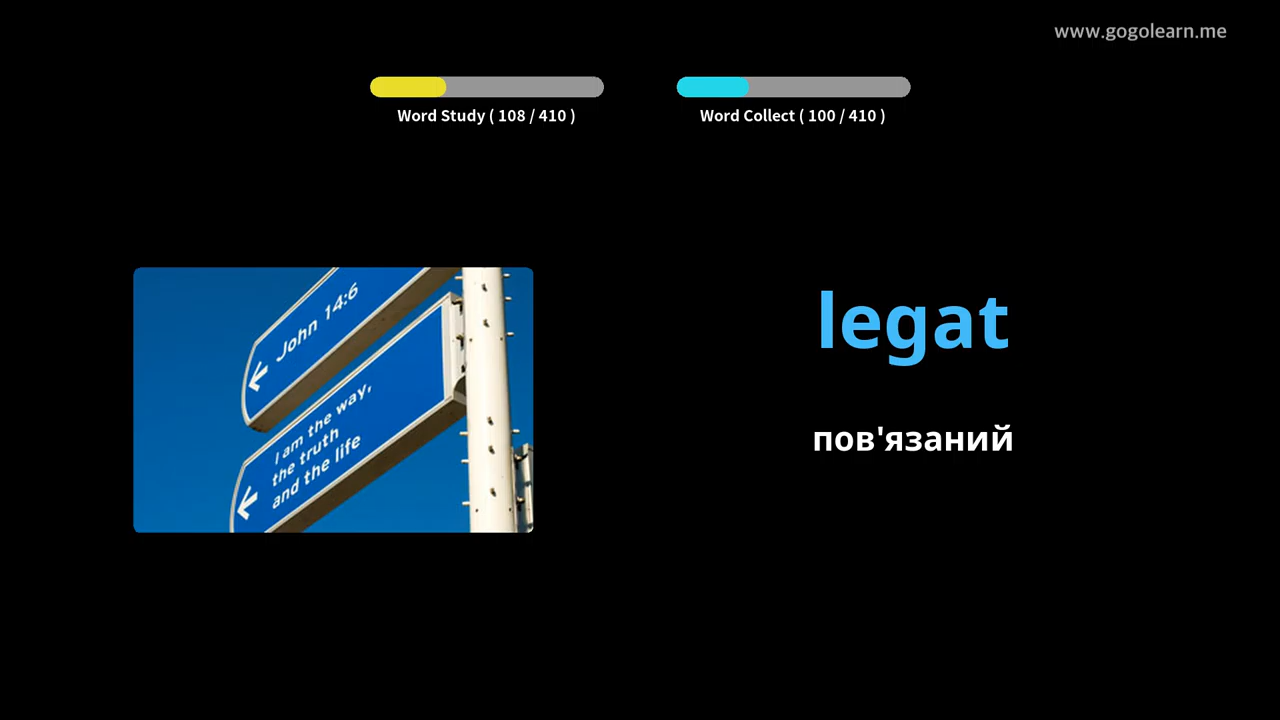 www.gogolearn.me
Word Study ( 108 / 410 )
Word Collect ( 100 / 410 )
John 14:6
I am the way,
the truth
and the life
legat
пов'язаний